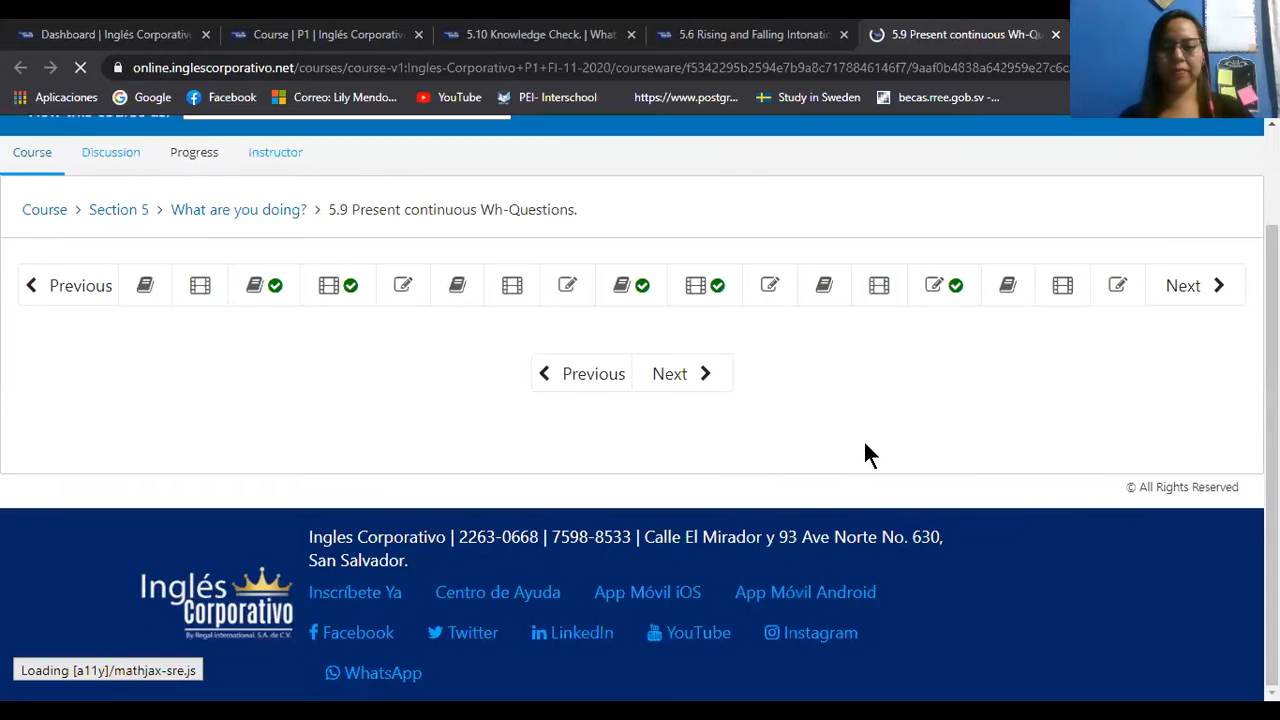 Dashboard | Inglés Corporativ
Course | P1 | Inglés Corporativ
5.10 Knowledge Check. | What
5.6 Rising and Falling Intonatic
5.9 Present continuous Wh-Que
online.inglescorporativo.net/courses/course-v1:Ingles-Corporativo+P1+I-11-2020/courseware/f5342295b2594e7b9a8c7178846146f7/9aaf0b4838a642959e27c6c
Aplicaciones
Google
Facebook
Correo: Lily Mendo...
YouTube
PEI- Interschool
https://www.postgr...
Study in Sweden
becas.rree.gob.sv -...
Course
Discussion
Progress
Instructor
Course > Section 5 > What are you doing? > 5.9 Present continuous Wh-Questions.
Previous
Next
Previous
Next
© All Rights Reserved
Ingles Corporativo | 2263-0668 | 7598-8533 | Calle El Mirador y 93 Ave Norte No. 630,
San Salvador.
Inglés
Corporativo
By Regal International, S.A. de C.V.
Inscríbete Ya
Centro de Ayuda
App Móvil iOS
App Móvil Android
Facebook
Twitter
LinkedIn
YouTube
Instagram
WhatsApp
Loading [a11y]/mathjax-sre.js